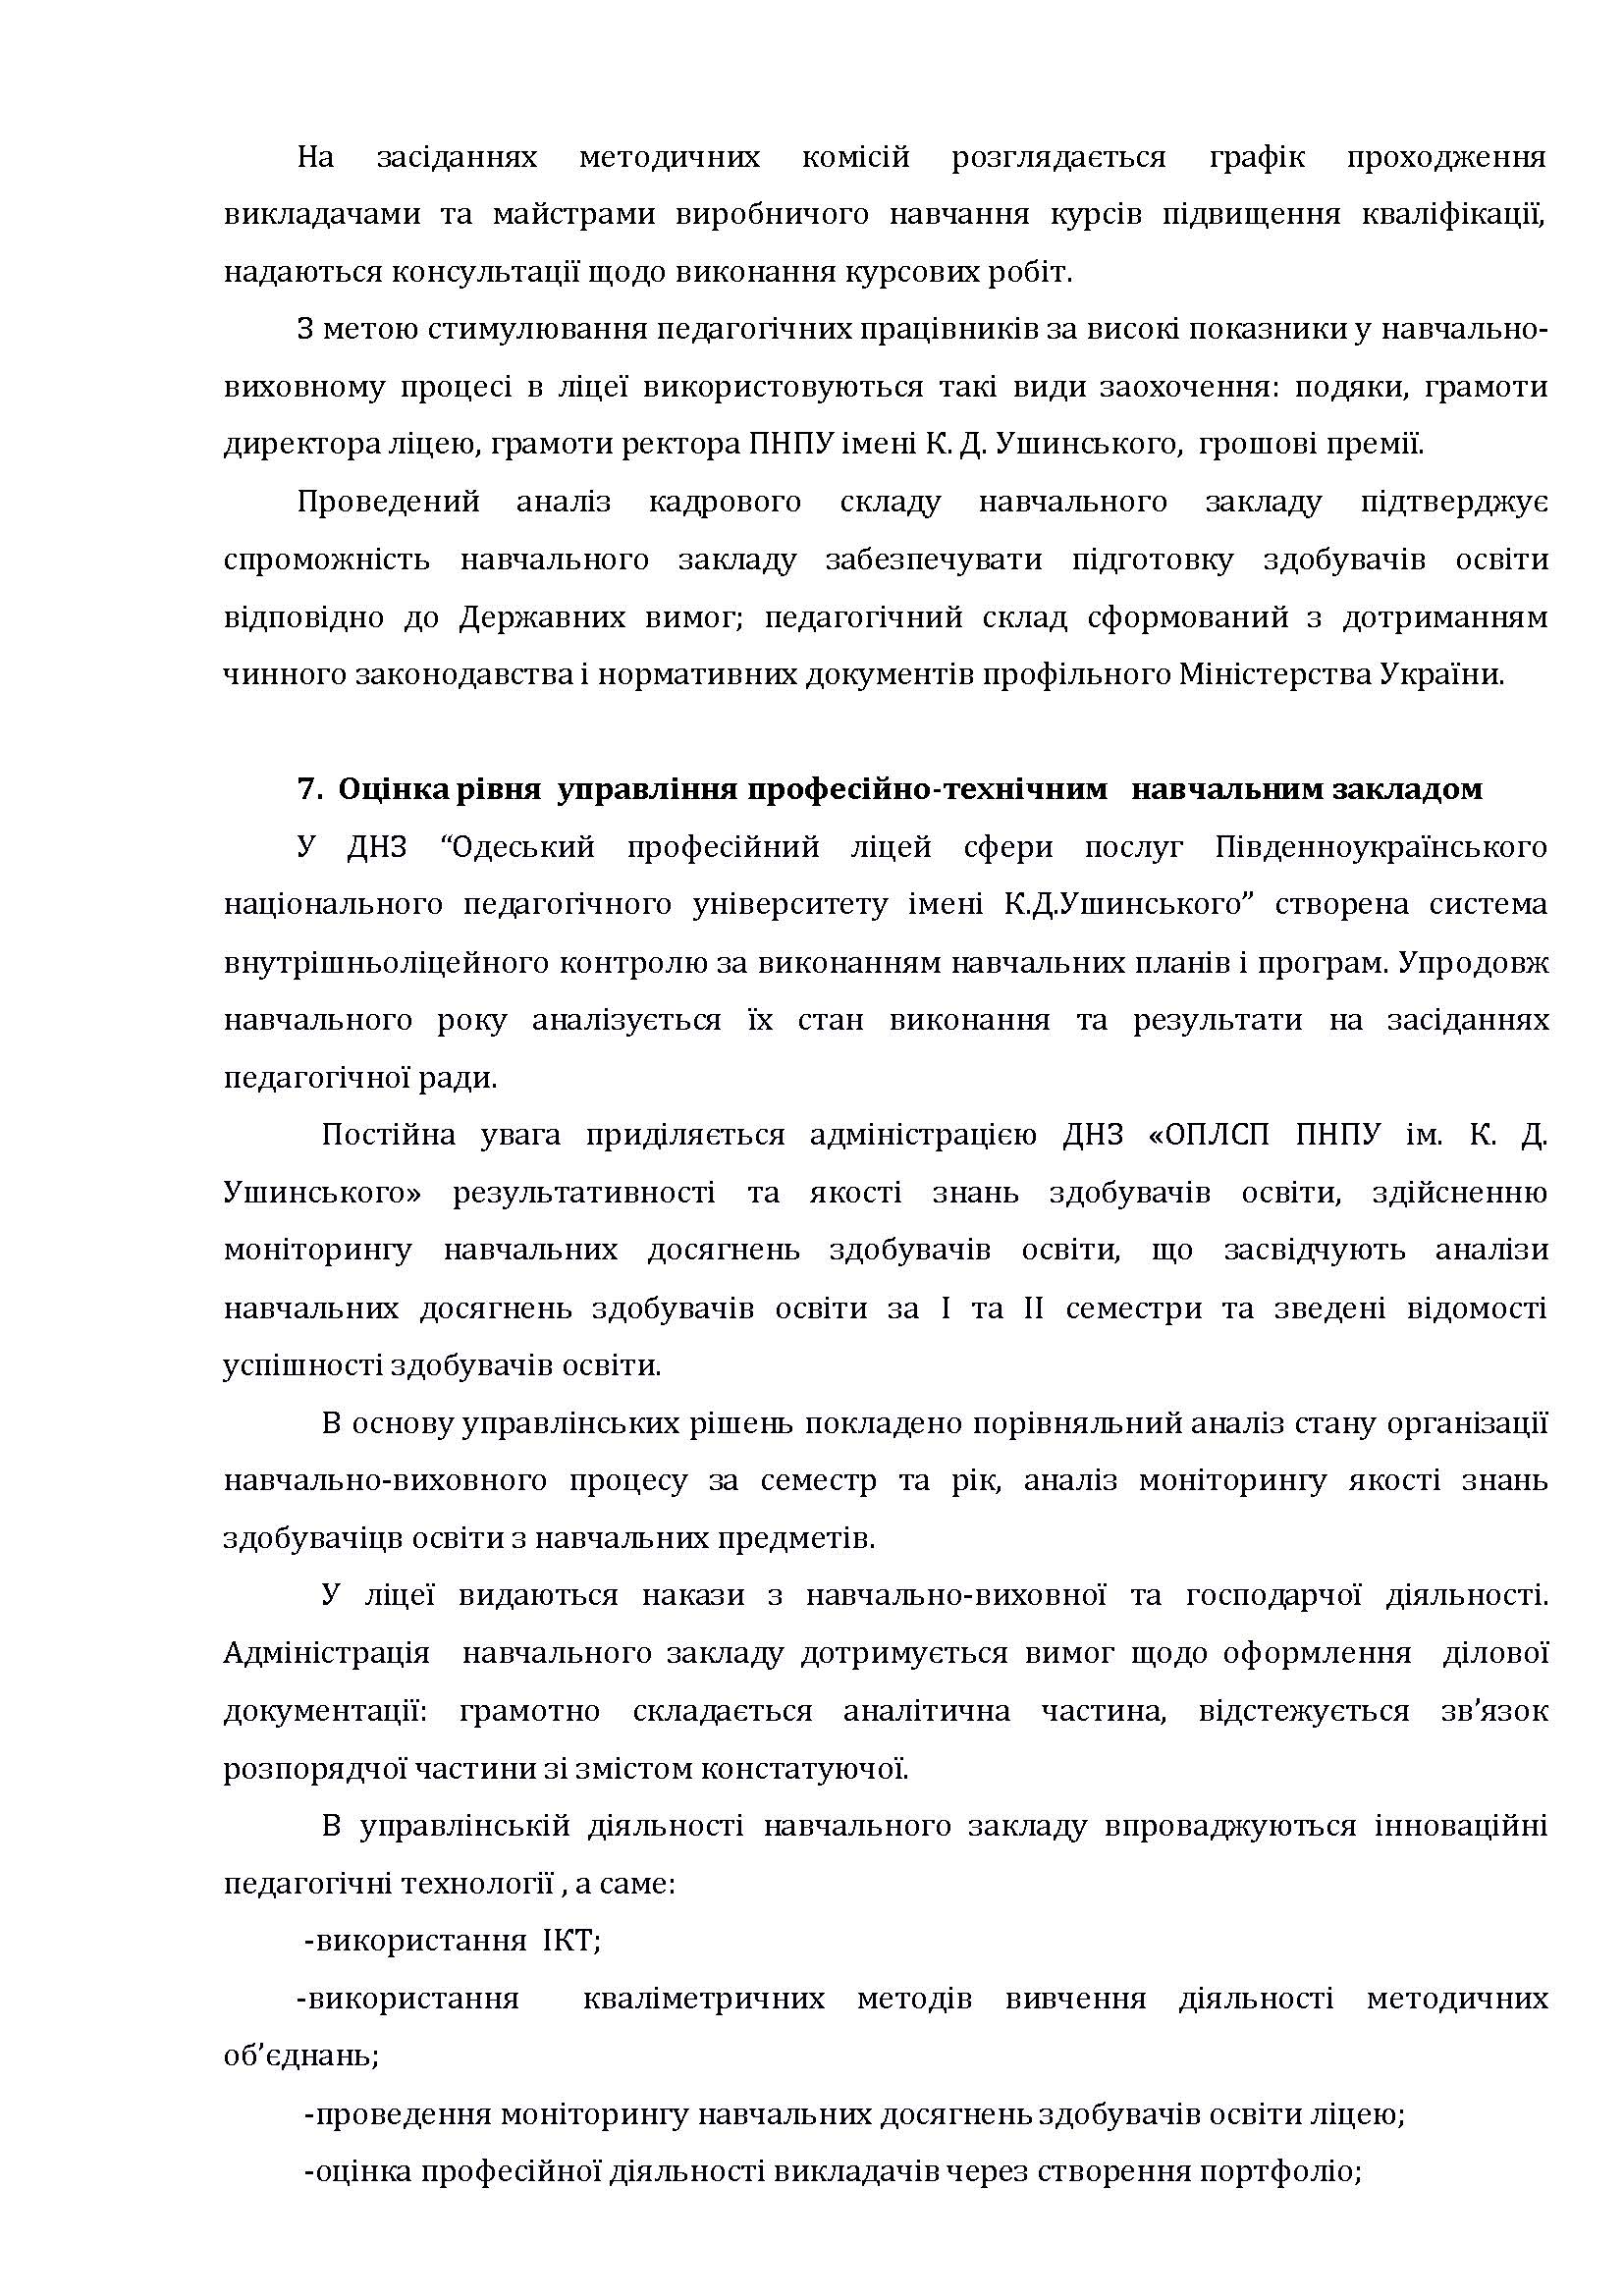 На засіданнях методичних комісій розглядається графік проходження
викладачами та майстрами виробничого навчання курсів підвищення кваліфікації,
надаються консультації щодо виконання курсових робіт.
З метою стимулювання педагогічних працівників за високі показники у навчально-
виховному процесі в ліцеї використовуються такі види заохочення: подяки, грамоти
директора ліцею, грамоти ректора ПНПУ імені К. Д. Ушинського, грошові премії.
Проведений аналіз кадрового складу навчального закладу підтверджує
спроможність навчального закладу забезпечувати підготовку здобувачів освіти
відповідно до Державних вимог; педагогічний склад сформований з дотриманням
чинного законодавства і нормативних документів профільного Міністерства України.
7. Оцінка рівня управління професійно-технічним навчальним закладом
У ДНЗ “Одеський професійний ліцей сфери послуг Південноукраїнського
національного педагогічного університету імені К.Д.Ушинського” створена система
внутрішньоліцейного контролю за виконанням навчальних планів і програм. Упродовж
навчального року аналізується їх стан виконання та результати на засіданнях
педагогічної ради.
Постійна увага приділяється адміністрацією ДНЗ «ОПЛСП ПНПУ ім. К. Д.
Ушинського» результативності та якості знань здобувачів освіти, здійсненню
моніторингу навчальних досягнень здобувачів освіти, що засвідчують аналізи
навчальних досягнень здобувачів освіти за І та ІІ семестри та зведені відомості
успішності здобувачів освіти.
В основу управлінських рішень покладено порівняльний аналіз стану організації
навчально-виховного процесу за семестр та рік, аналіз моніторингу якості знань
здобувачіцв освіти з навчальних предметів.
У ліцеї видаються накази з навчально-виховної та господарчої діяльності.
Адміністрація навчального закладу дотримується вимог щодо оформлення ділової
документації: грамотно складається аналітична частина, відстежується зв’язок
розпорядчої частини зі змістом констатуючої.
В управлінській діяльності навчального закладу впроваджуються інноваційні
педагогічні технології , а саме:
-використання ІКТ;
-використання кваліметричних методів вивчення діяльності методичних
об’єднань;
-проведення моніторингу навчальних досягнень здобувачів освіти ліцею;
-оцінка професійної діяльності викладачів через створення портфоліо;